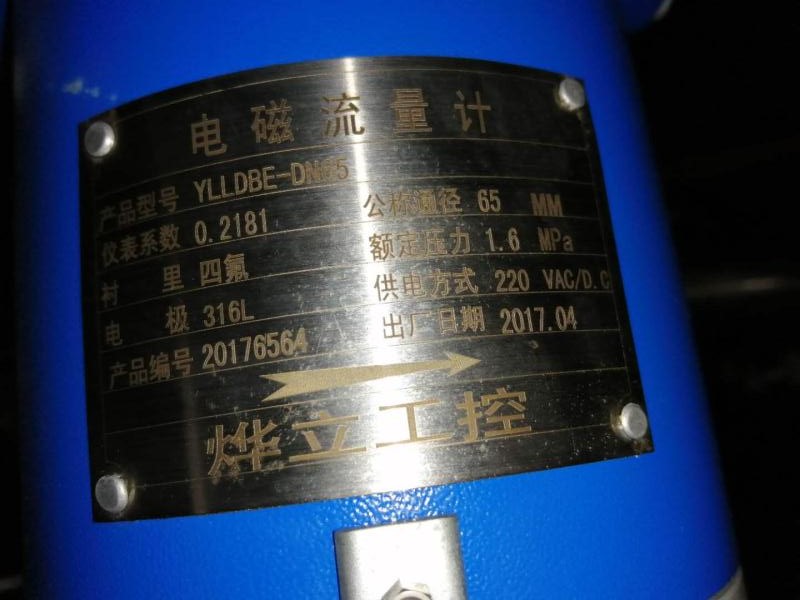 电磁流量计
产品型号 YLLDBE-DN65
公称通径 65 MM
仪表系数 0.2181
额定压力 1.6 MPa
衬里 四氟
供电方式 220 VAC/D.C
电极 316L
出厂日期 2017.04
产品编号 20176564
烨立工控